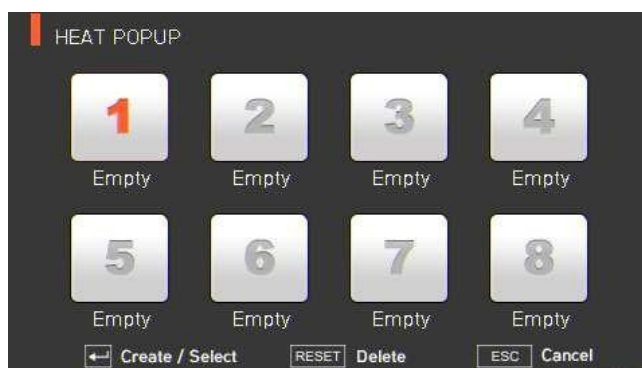 HEAT POPUP
1 2 3 4
Empty Empty Empty Empty
5 6 7 8
Empty Empty Empty Empty
Create / Select RESET Delete ESC Cancel